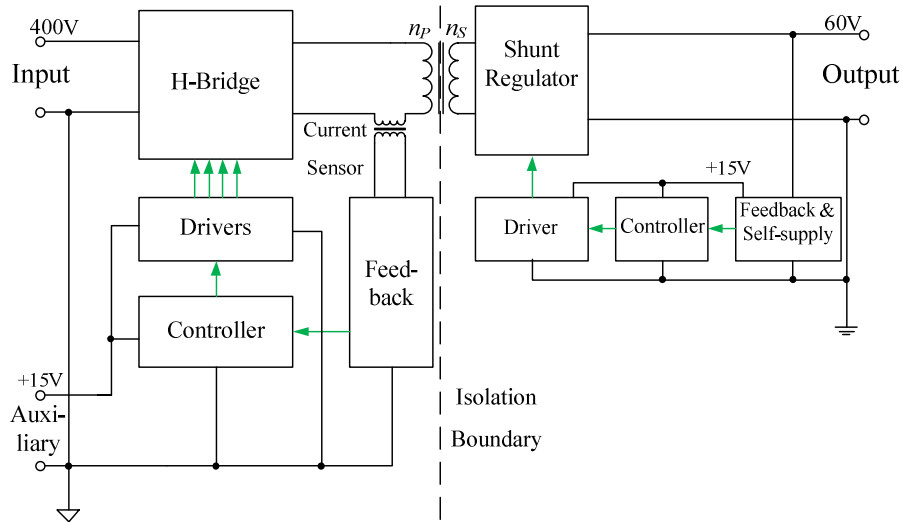 400V
Input
H-Bridge
nP
nS
Shunt
Regulator
60V
Output
Current
Sensor
Drivers
Controller
Feed-
back
+15V
Driver
Controller
Feedback &
Self-supply
+15V
Auxi-
liary
Isolation
Boundary